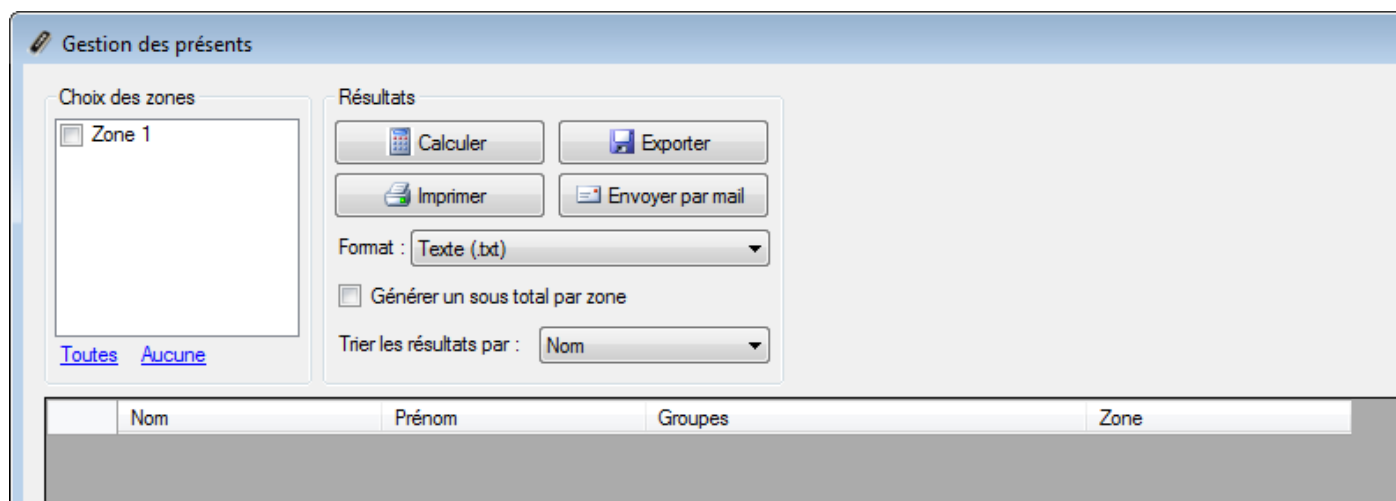 Gestion des présents
Choix des zones
Zone 1
Toutes Aucune
Résultats
Calculer Exporter
Imprimer Envoyer par mail
Format : Texte (.txt)
Générer un sous total par zone
Trier les résultats par : Nom
Nom Prénom Groupes Zone